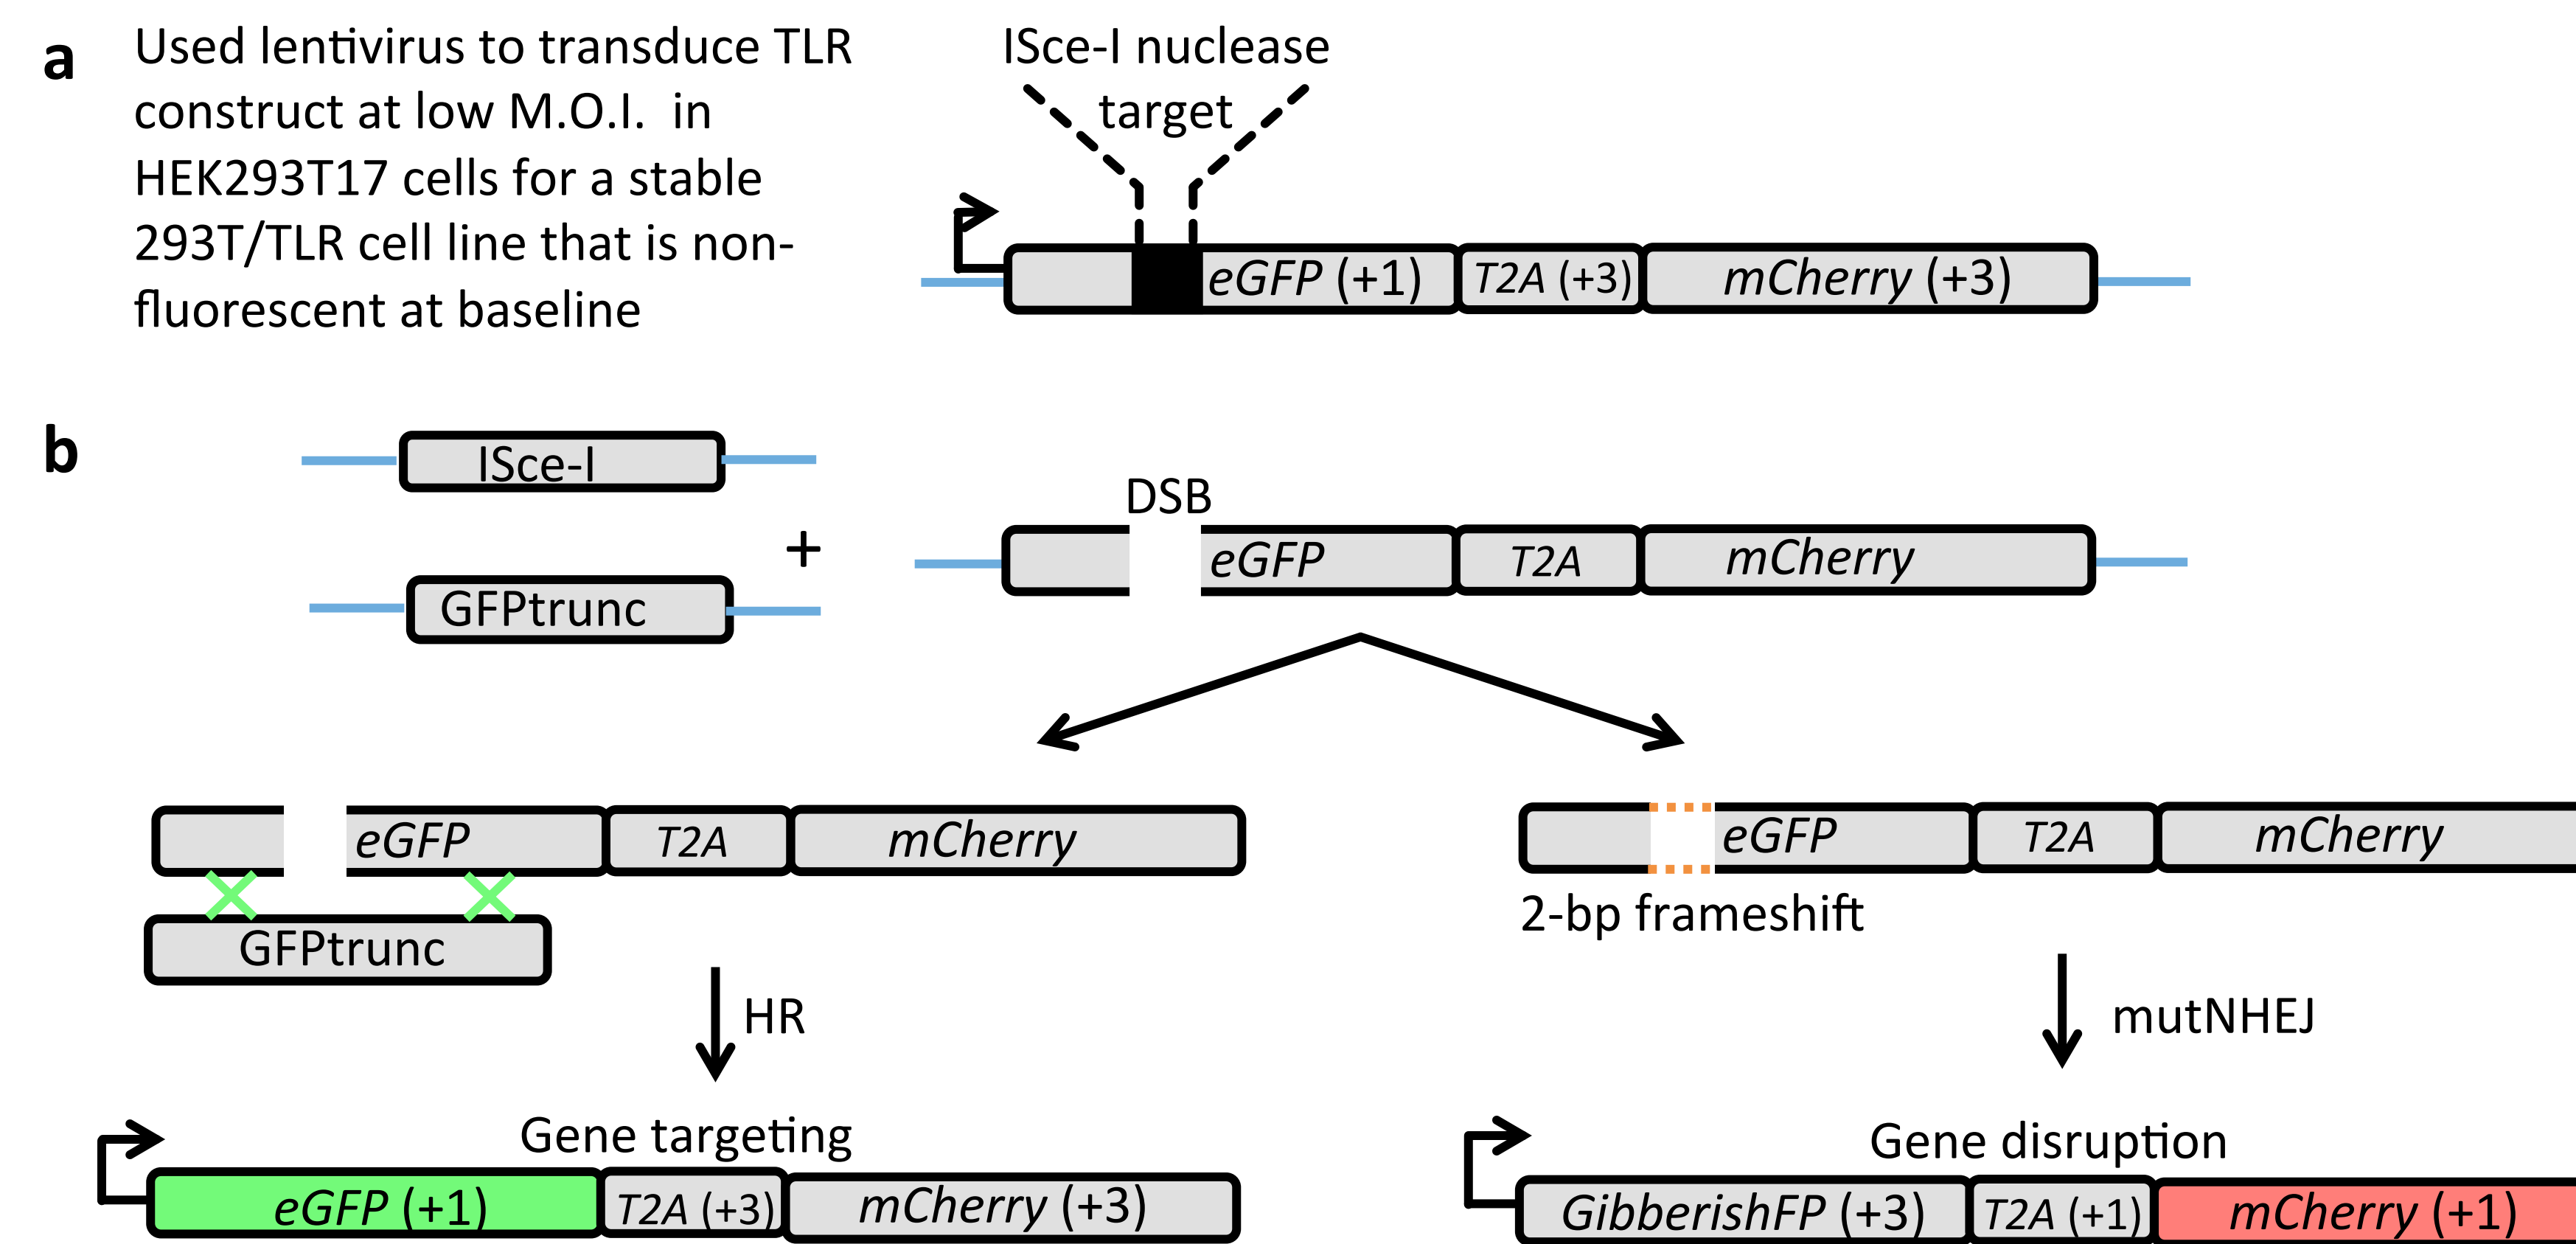 a
Used lentivirus to transduce TLR
construct at low M.O.I. in
HEK293T17 cells for a stable
293T/TLR cell line that is non-
fluorescent at baseline
ISce-I nuclease
target
eGFP (+1)
T2A (+3)
mCherry (+3)
b
ISce-I
+
GFPtrunc
DSB
eGFP
T2A
mCherry
eGFP
T2A
mCherry
GFPtrunc
HR
Gene targeting
eGFP (+1)
T2A (+3)
mCherry (+3)
eGFP
T2A
mCherry
2-bp frameshift
mutNHEJ
Gene disruption
GibberishFP (+3)
T2A (+1)
mCherry (+1)